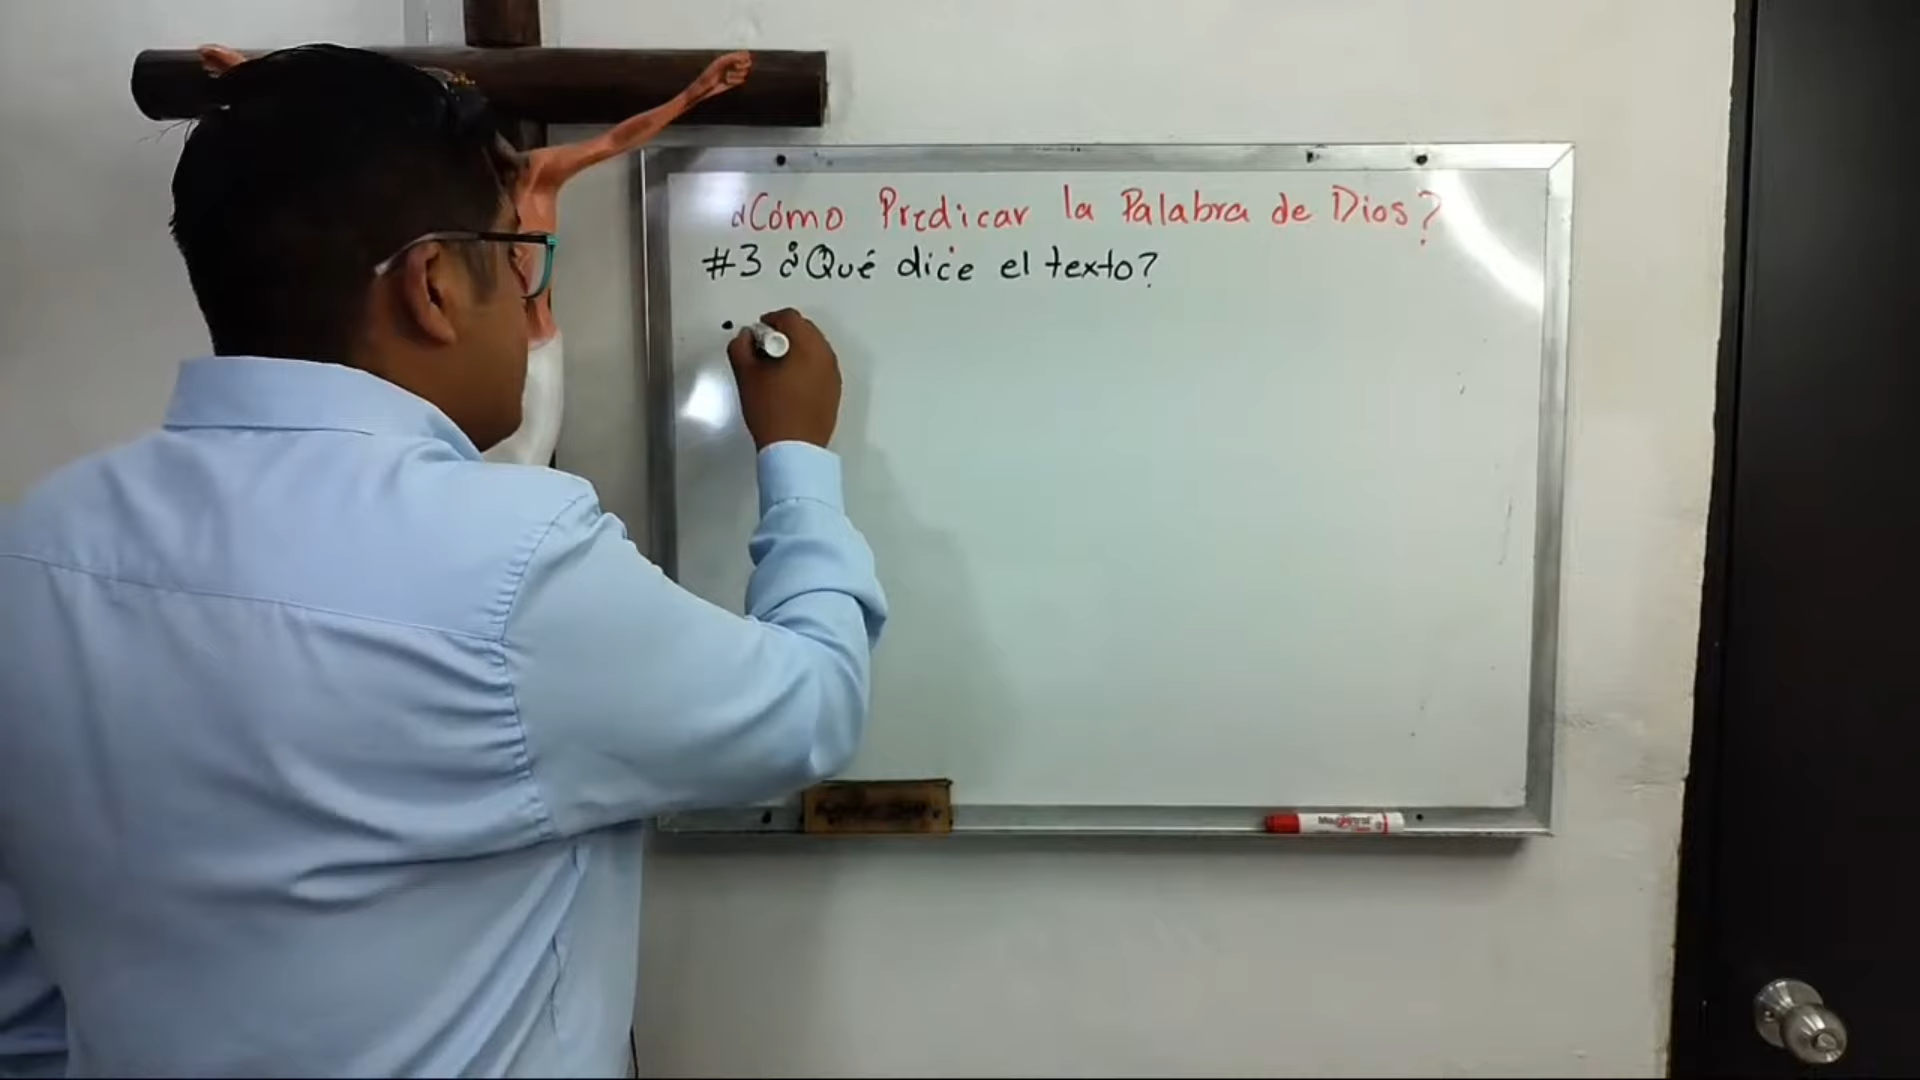 ¿Cómo Predicar la Palabra de Dios?
#3 ¿Qué dice el texto?
•